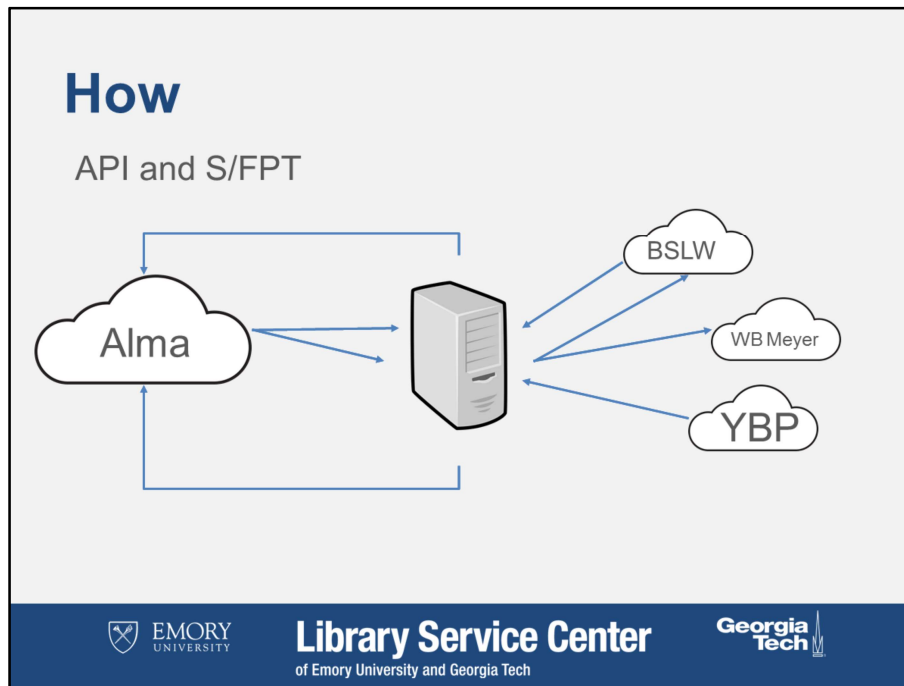 How
API and S/FPT
BSLW
Alma
WB Meyer
YBP
EMORY
UNIVERSITY
Library Service Center
of Emory University and Georgia Tech
Georgia
Tech